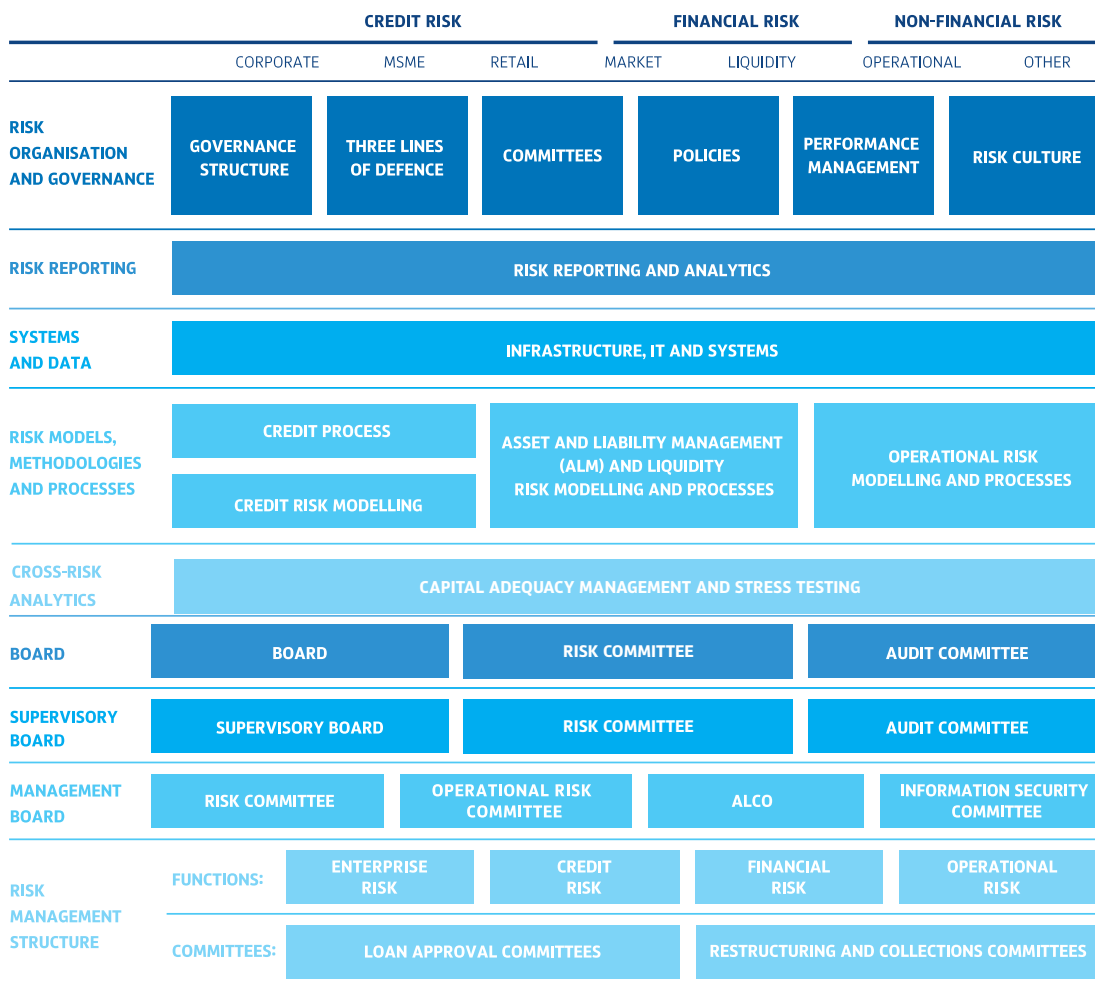 CREDIT RISK FINANCIAL RISK NON-FINANCIAL RISK
CORPORATE MSME RETAIL MARKET LIQUIDITY OPERATIONAL OTHER
RISK
ORGANISATION
AND GOVERNANCE
GOVERNANCE
STRUCTURE
THREE LINES
OF DEFENCE
COMMITTEES
POLICIES
PERFORMANCE
MANAGEMENT
RISK CULTURE
RISK REPORTING
RISK REPORTING AND ANALYTICS
SYSTEMS
AND DATA
INFRASTRUCTURE, IT AND SYSTEMS
RISK MODELS,
METHODOLOGIES
AND PROCESSES
CREDIT PROCESS
CREDIT RISK MODELLING
ASSET AND LIABILITY MANAGEMENT
(ALM) AND LIQUIDITY
RISK MODELLING AND PROCESSES
OPERATIONAL RISK
MODELLING AND PROCESSES
CROSS-RISK
ANALYTICS
CAPITAL ADEQUACY MANAGEMENT AND STRESS TESTING
BOARD
BOARD
RISK COMMITTEE
AUDIT COMMITTEE
SUPERVISORY
BOARD
SUPERVISORY BOARD
RISK COMMITTEE
AUDIT COMMITTEE
MANAGEMENT
BOARD
RISK COMMITTEE
OPERATIONAL RISK
COMMITTEE
ALCO
INFORMATION SECURITY
COMMITTEE
RISK
MANAGEMENT
STRUCTURE
FUNCTIONS:
ENTERPRISE
RISK
CREDIT
RISK
FINANCIAL
RISK
OPERATIONAL
RISK
COMMITTEES:
LOAN APPROVAL COMMITTEES
RESTRUCTURING AND COLLECTIONS COMMITTEES